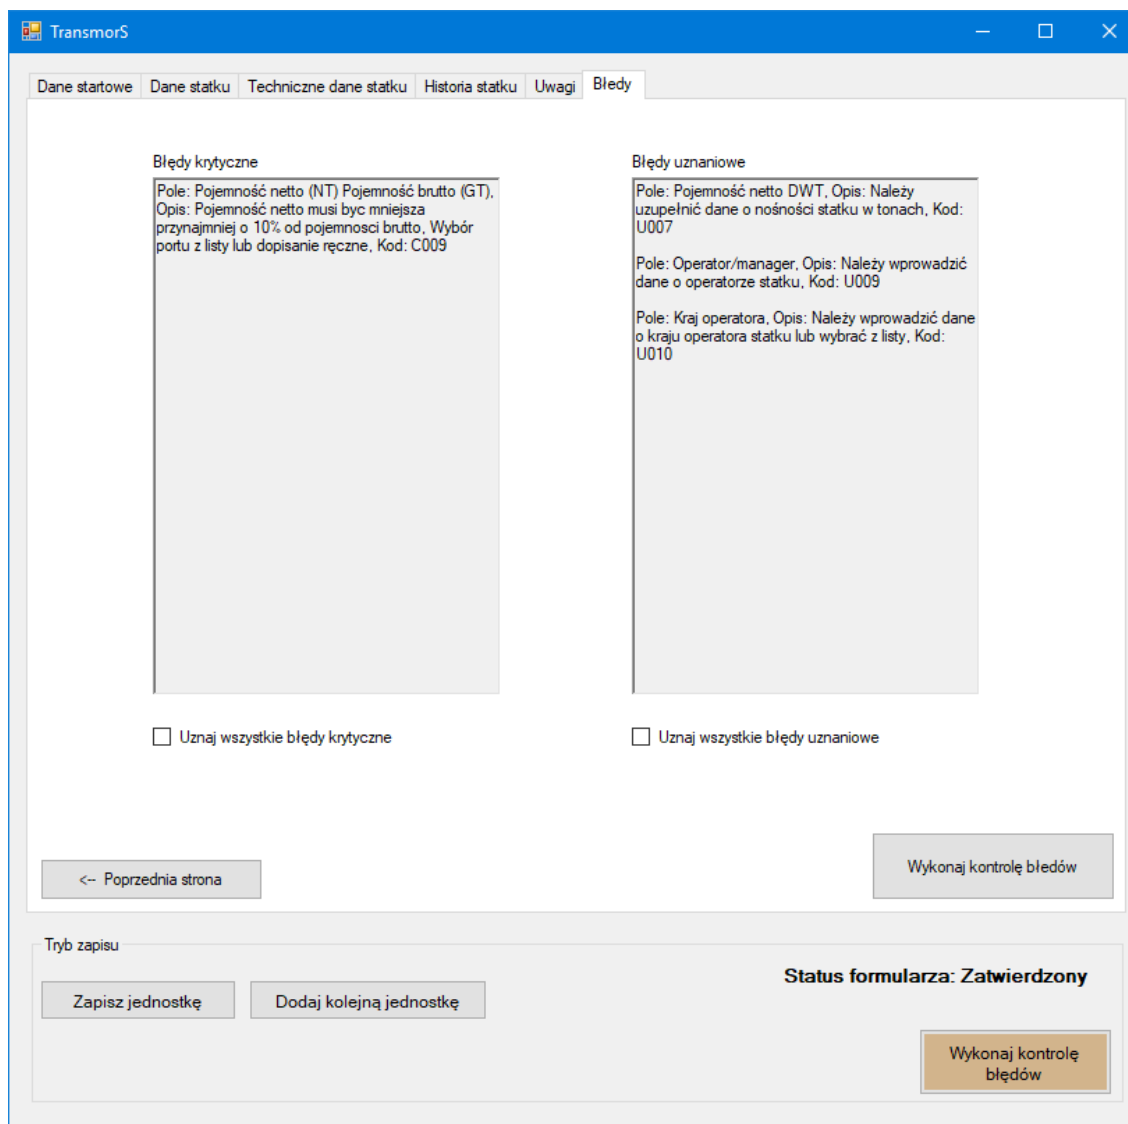 TransmorS
Dane startowe Dane statku Techniczne dane statku Historia statku Uwagi Błędy
Błędy krytyczne
Pole: Pojemność netto (NT) Pojemność brutto (GT),
Opis: Pojemność netto musi byc mniejsza
przynajmniej o 10% od pojemnosci brutto, Wybór
portu z listy lub dopisanie ręczne, Kod: C009
Błędy uznaniowe
Pole: Pojemność netto DWT, Opis: Należy
uzupełnić dane o nośności statku w tonach, Kod:
U007
Pole: Operator/manager, Opis: Należy wprowadzić
dane o operatorze statku, Kod: U009
Pole: Kraj operatora, Opis: Należy wprowadzić dane
o kraju operatora statku lub wybrać z listy, Kod:
U010
Uznaj wszystkie błędy krytyczne
Uznaj wszystkie błędy uznaniowe
<-- Poprzednia strona
Wykonaj kontrolę błedów
Tryb zapisu
Zapisz jednostkę
Dodaj kolejną jednostkę
Status formularza: Zatwierdzony
Wykonaj kontrolę
błedów